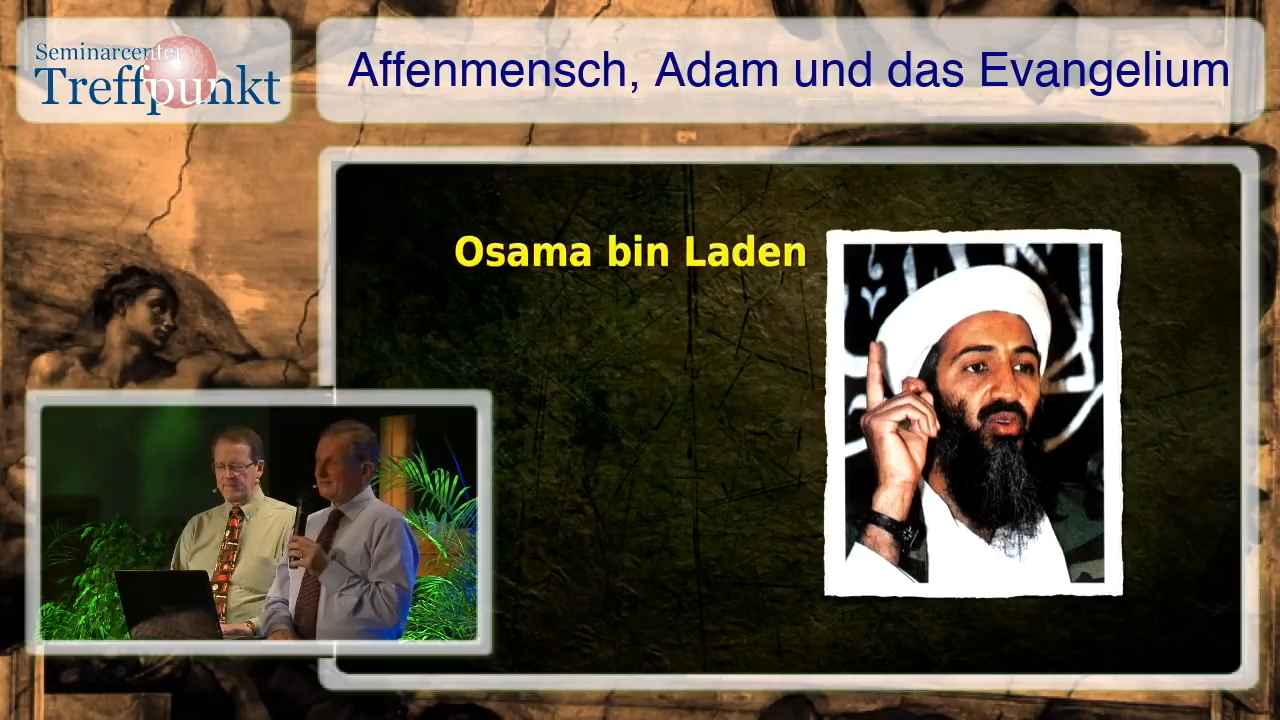 Seminarcenter
Treffpunkt
Affenmensch, Adam und das Evangelium
Osama bin Laden